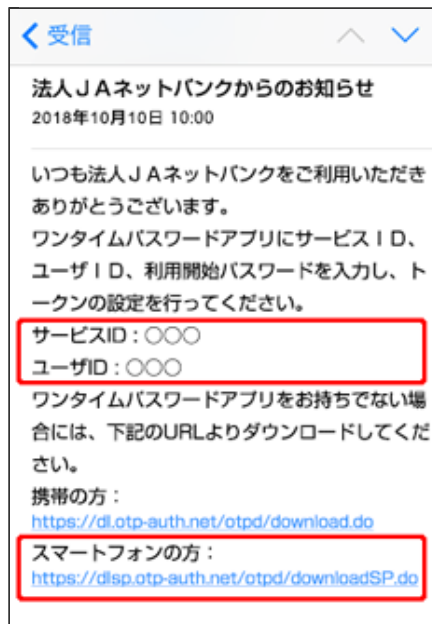 受信
法人ＪＡネットバンクからのお知らせ
2018年10月10日 10:00
いつも法人ＪＡネットバンクをご利用いただき
ありがとうございます。
ワンタイムパスワードアプリにサービスＩＤ、
ユーザＩＤ、利用開始パスワードを入力し、ト
ークンの設定を行ってください。
サービスID：○○○
ユーザID：○○○
ワンタイムパスワードアプリをお持ちでない場
合には、下記のURLよりダウンロードしてくだ
さい。
携帯の方：
https://dl.otp-auth.net/otpd/download.do
スマートフォンの方：
https://dlsp.otp-auth.net/otpd/downloadSP.do